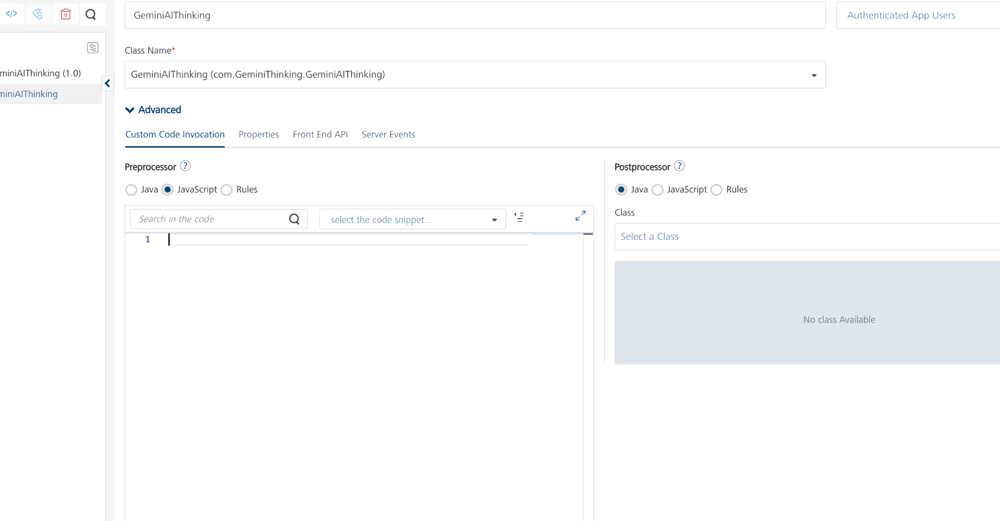 </>
GeminiAIThinking
Authenticated App Users
Class Name*
GeminiAIThinking (com.GeminiThinking.GeminiAIThinking)
miniAIThinking (1.0)
miniAIThinking
Advanced
Custom Code Invocation Properties Front End API Server Events
Preprocessor ?
Java JavaScript Rules
Search in the code
select the code snippet...
1
Postprocessor ?
Java JavaScript Rules
Class
Select a Class
No class Available